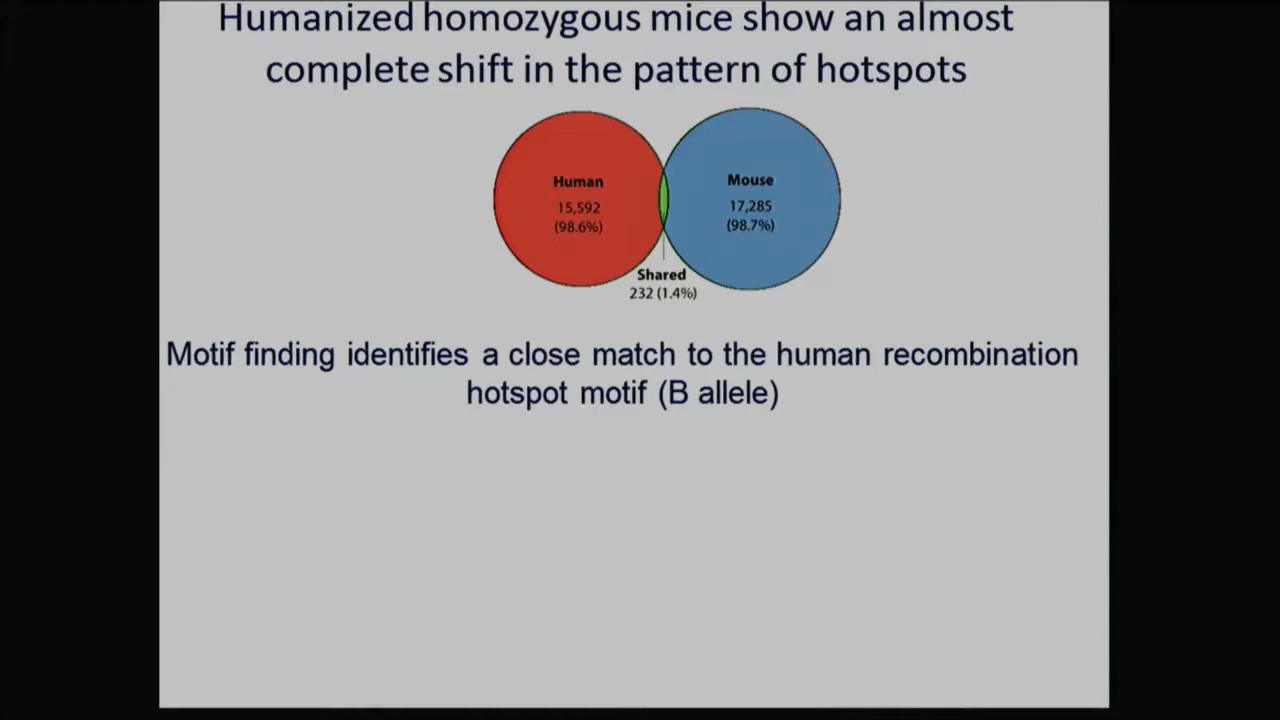 Humanized homozygous mice show an almost
complete shift in the pattern of hotspots
Human
15,592
(98.6%)
Mouse
17,285
(98.7%)
Shared
232 (1.4%)
Motif finding identifies a close match to the human recombination
hotspot motif (B allele)